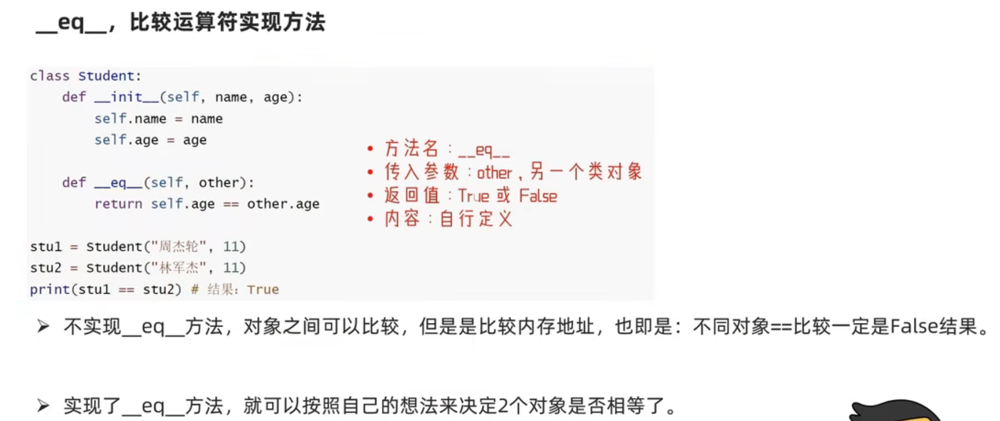 __eq__，比较运算符实现方法
class Student:
    def __init__(self, name, age):
        self.name = name
        self.age = age
    def __eq__(self, other):
        return self.age == other.age
stu1 = Student("周杰轮", 11)
stu2 = Student("林军杰", 11)
print(stu1 == stu2) # 结果：True
• 方法名：__eq__
• 传入参数：other，另一个类对象
• 返回值：True 或 False
• 内容：自行定义
➢ 不实现__eq__方法，对象之间可以比较，但是是比较内存地址，也即是：不同对象==比较一定是False结果。
➢ 实现了__eq__方法，就可以按照自己的想法来决定2个对象是否相等了。